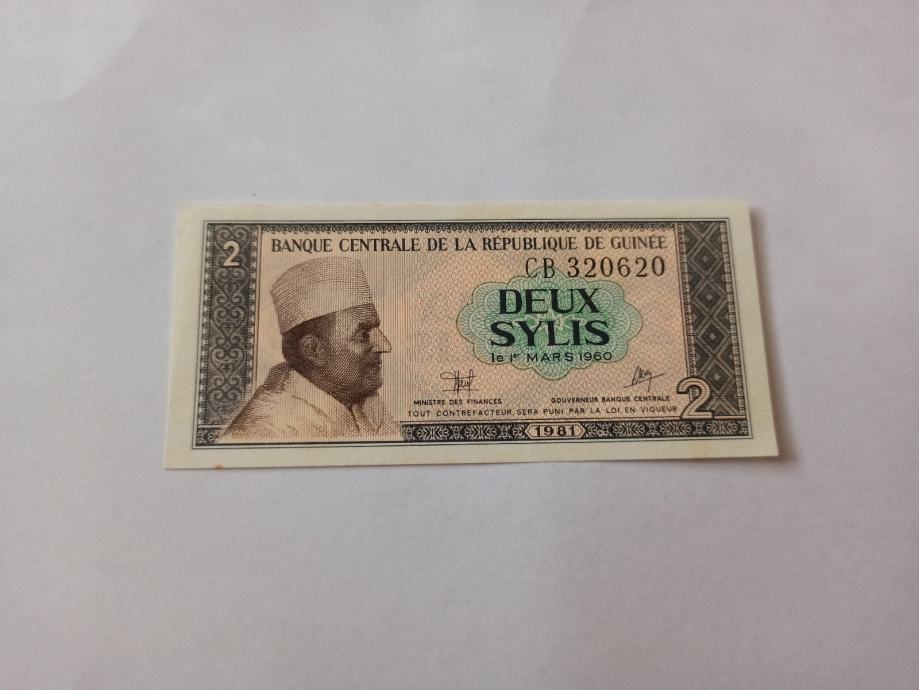 2
BANQUE CENTRALE DE LA RÉPUBLIQUE DE GUINÉE
CB 320620
DEUX
SYLIS
le 1er MARS 1960
MINISTRE DES FINANCES
GOUVERNEUR BANQUE CENTRALE
TOUT CONTREFACTEUR SERA PUNI PAR LA LOI EN VIGUEUR
2
1981